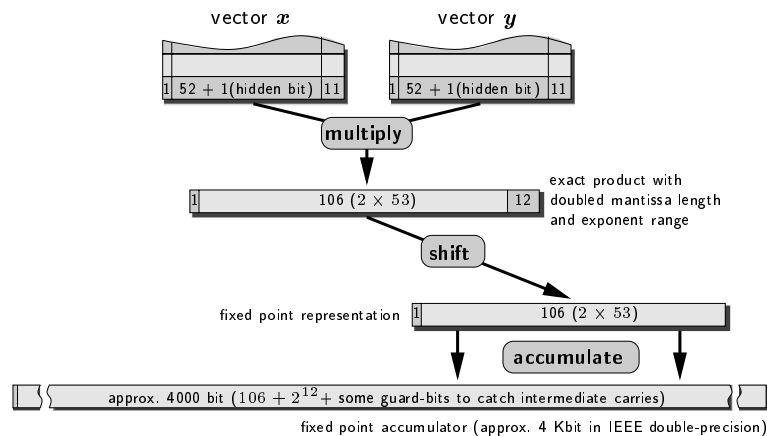 vector x
vector y
1 52 + 1(hidden bit) 11
1 52 + 1(hidden bit) 11
multiply
1 106 (2 × 53) 12
exact product with
doubled mantissa length
and exponent range
shift
fixed point representation
1 106 (2 × 53)
accumulate
approx. 4000 bit (106 + 2^12+ some guard-bits to catch intermediate carries)
fixed point accumulator (approx. 4 Kbit in IEEE double-precision)